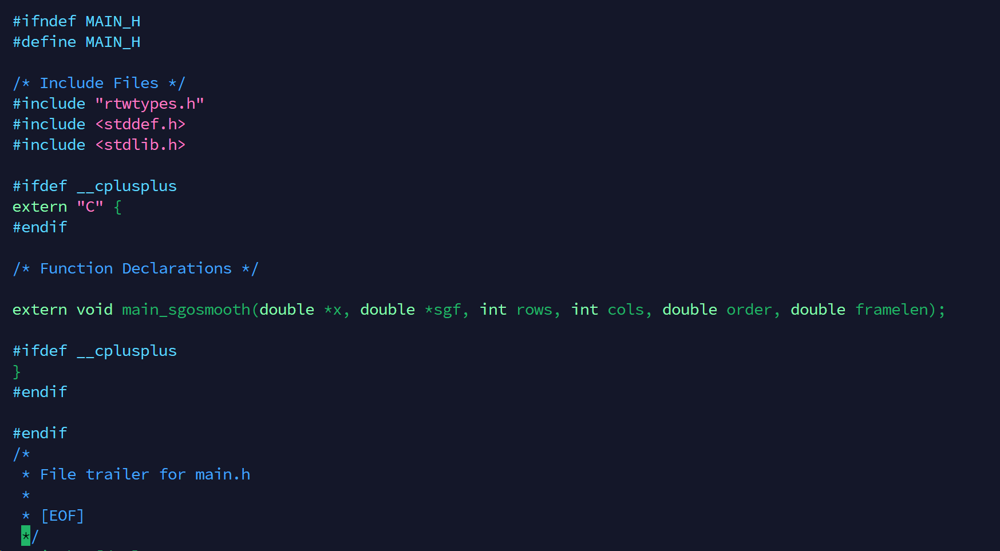 #ifndef MAIN_H
#define MAIN_H
/* Include Files */
#include "rtwtypes.h"
#include <stddef.h>
#include <stdlib.h>
#ifdef __cplusplus
extern "C" {
#endif
/* Function Declarations */
extern void main_sgosmooth(double *x, double *sgf, int rows, int cols, double order, double framelen);
#ifdef __cplusplus
}
#endif
#endif
/*
 * File trailer for main.h
 *
 * [EOF]
 */